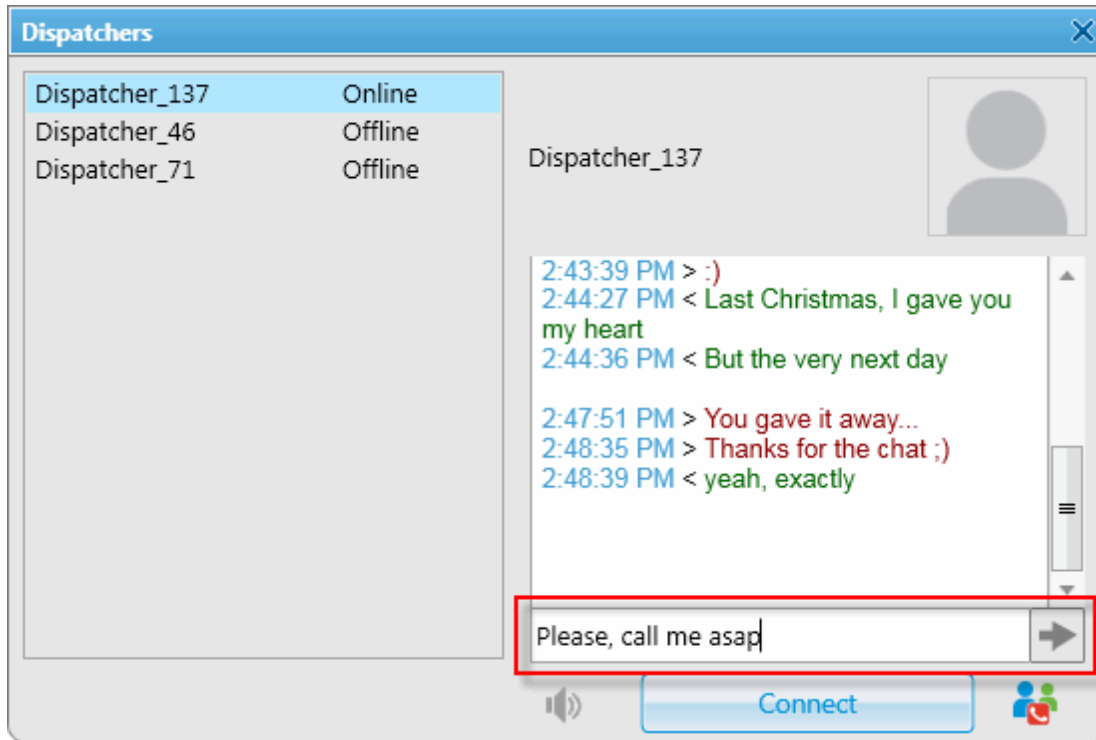 Dispatchers
Dispatcher_137 Online
Dispatcher_46 Offline
Dispatcher_71 Offline
Dispatcher_137
2:43:39 PM > :)
2:44:27 PM < Last Christmas, I gave you
my heart
2:44:36 PM < But the very next day
2:47:51 PM > You gave it away...
2:48:35 PM > Thanks for the chat ;)
2:48:39 PM < yeah, exactly
Please, call me asap
Connect